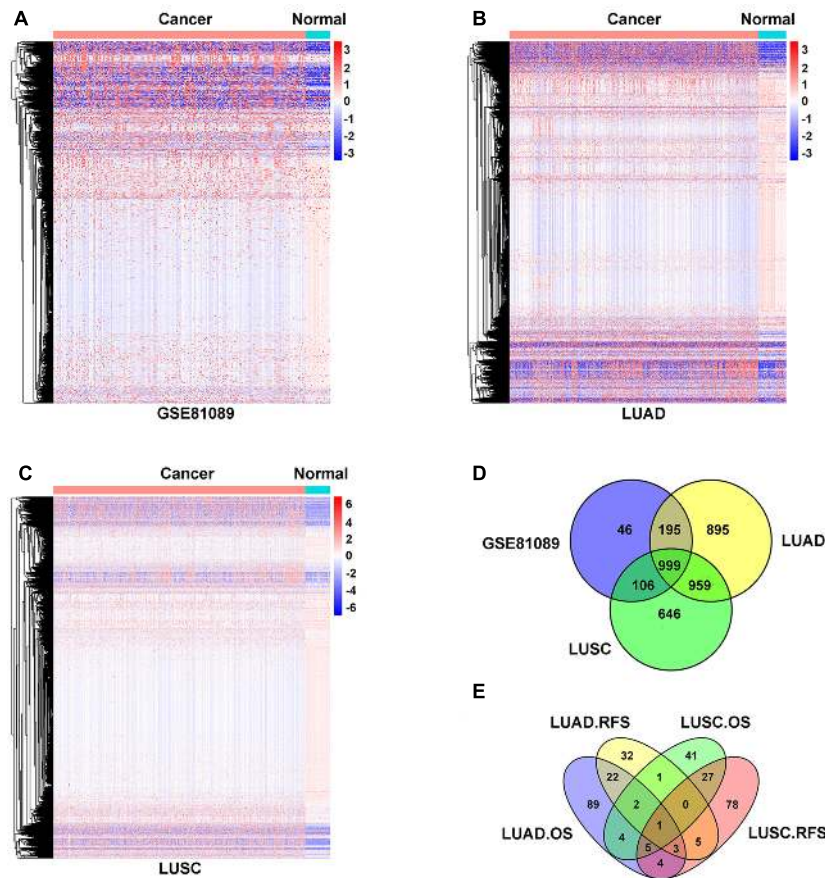 A
Cancer Normal
3
2
1
0
-1
-2
-3
GSE81089
B
Cancer Normal
3
2
1
0
-1
-2
-3
LUAD
C
Cancer Normal
6
4
2
0
-2
-4
-6
LUSC
D
46 195 895
GSE81089 LUAD
999
106 959
646
LUSC
E
LUAD.RFS LUSC.OS
32 41
22 1 27
89 2 0 78
LUAD.OS 1 LUSC.RFS
4 5 3 5
4